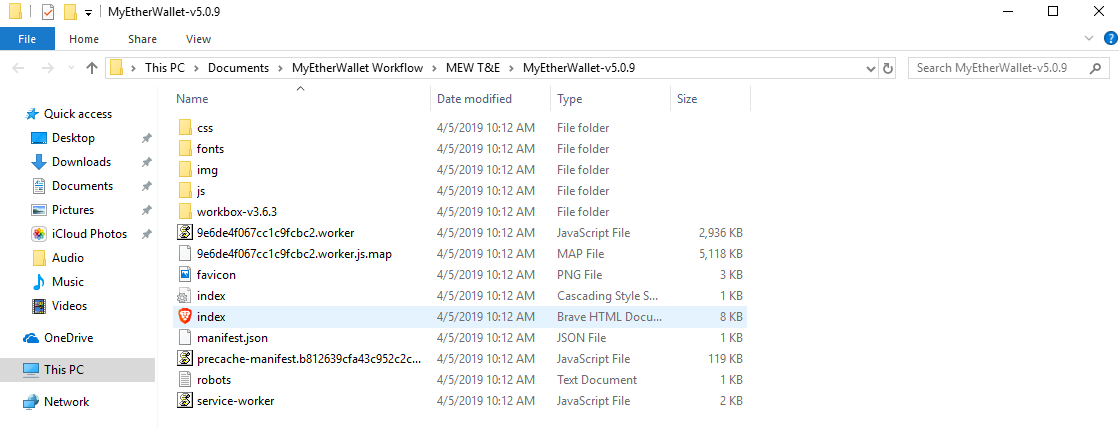 MyEtherWallet-v5.0.9
File Home Share View
This PC Documents MyEtherWallet Workflow MEW T&E MyEtherWallet-v5.0.9 Search MyEtherWallet-v5.0.9
Quick access
Desktop
Downloads
Documents
Pictures
iCloud Photos
Audio
Music
Videos
OneDrive
This PC
Network
Name Date modified Type Size
css 4/5/2019 10:12 AM File folder
fonts 4/5/2019 10:12 AM File folder
img 4/5/2019 10:12 AM File folder
js 4/5/2019 10:12 AM File folder
workbox-v3.6.3 4/5/2019 10:12 AM File folder
9e6de4f067cc1c9fcbc2.worker 4/5/2019 10:12 AM JavaScript File 2,936 KB
9e6de4f067cc1c9fcbc2.worker.js.map 4/5/2019 10:12 AM MAP File 5,118 KB
favicon 4/5/2019 10:12 AM PNG File 3 KB
index 4/5/2019 10:12 AM Cascading Style S... 1 KB
index 4/5/2019 10:12 AM Brave HTML Docu... 8 KB
manifest.json 4/5/2019 10:12 AM JSON File 1 KB
precache-manifest.b812639cfa43c952c2c... 4/5/2019 10:12 AM JavaScript File 119 KB
robots 4/5/2019 10:12 AM Text Document 1 KB
service-worker 4/5/2019 10:12 AM JavaScript File 2 KB